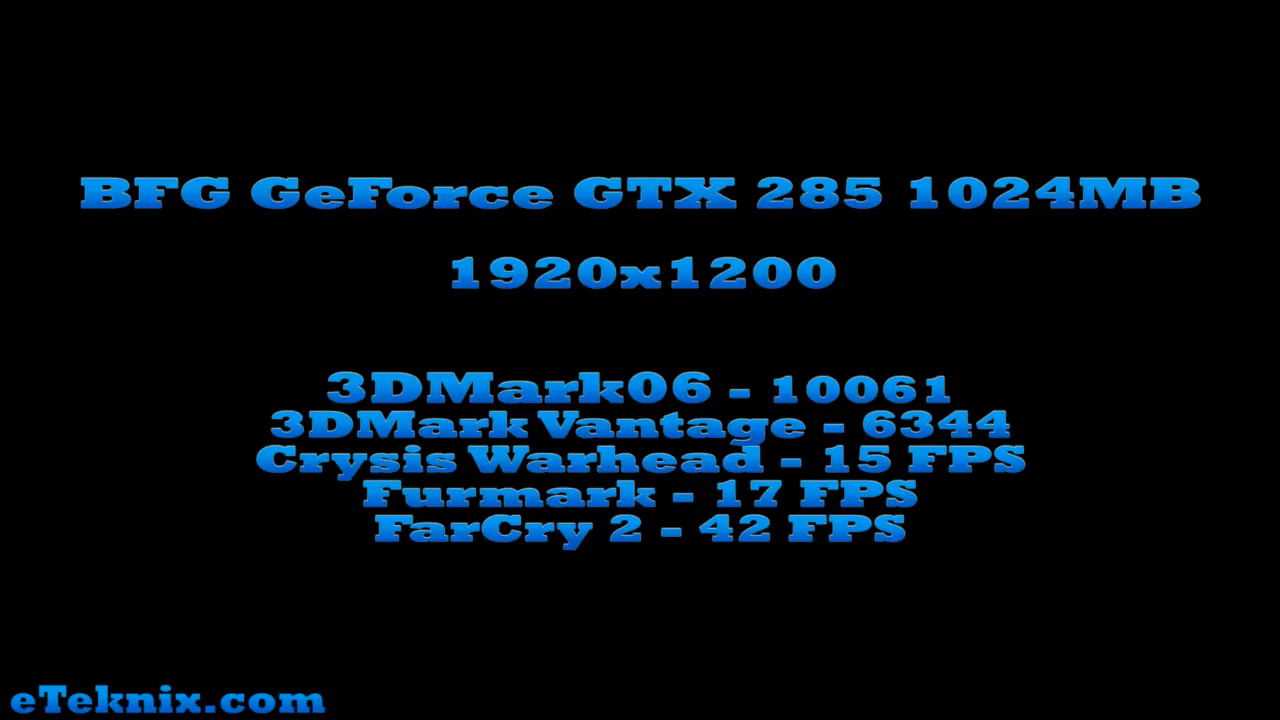 BFG GeForce GTX 285 1024MB
1920x1200
3DMark06 - 10061
3DMark Vantage - 6344
Crysis Warhead - 15 FPS
Furmark - 17 FPS
FarCry 2 - 42 FPS
eTeknix.com